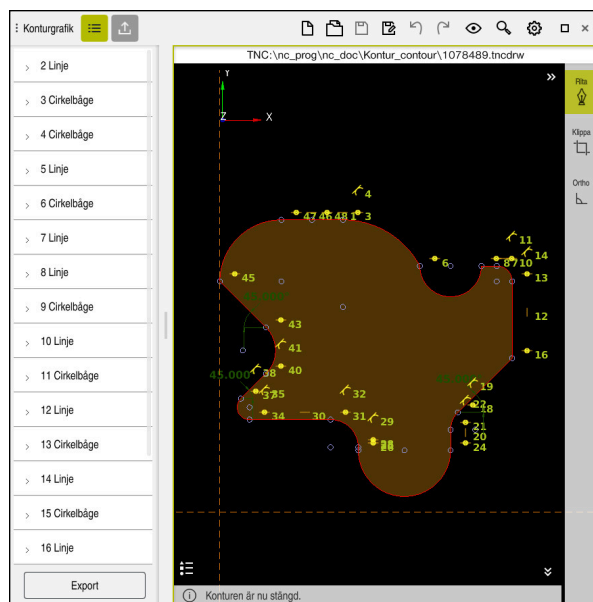 Konturgrafik
TNC:\nc_prog\nc_doc\Kontur_contour\1078489.tncdrw
2 Linje
3 Cirkelbåge
4 Cirkelbåge
5 Linje
6 Cirkelbåge
7 Linje
8 Linje
9 Cirkelbåge
10 Linje
11 Cirkelbåge
12 Linje
13 Cirkelbåge
14 Linje
15 Cirkelbåge
16 Linje
Export
Y
Z
X
4
47 46 48 1 3
11
6
8 7 10
14
45
13
43
12
41
16
38
40
45.000
19
37 35
32
22
18
34
30
31
29
21
20
24
Rita
Klippa
Ortho
Konturen är nu stängd.